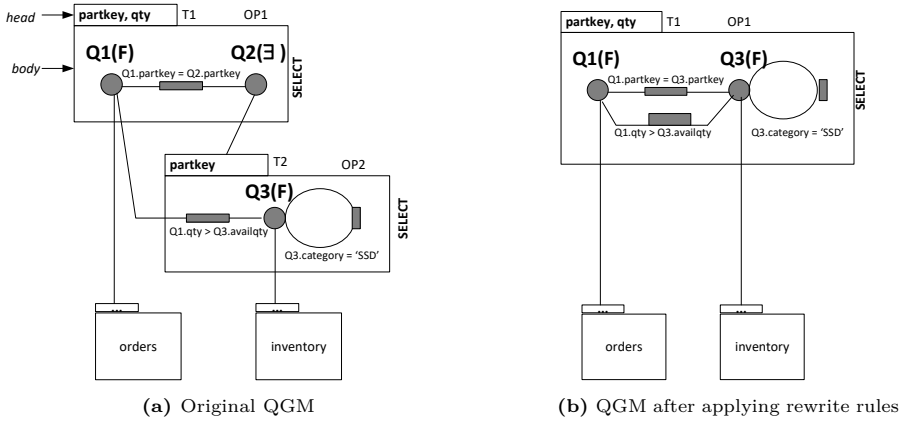 head
partkey, qty
T1
OP1
body
Q1(F)
Q2(∃)
Q1.partkey = Q2.partkey
SELECT
partkey
T2
OP2
Q3(F)
Q1.qty > Q3.availqty
Q3.category = 'SSD'
SELECT
...
orders
...
inventory
(a) Original QGM
partkey, qty
T1
OP1
Q1(F)
Q3(F)
Q1.partkey = Q3.partkey
Q1.qty > Q3.availqty
Q3.category = 'SSD'
SELECT
...
orders
...
inventory
(b) QGM after applying rewrite rules